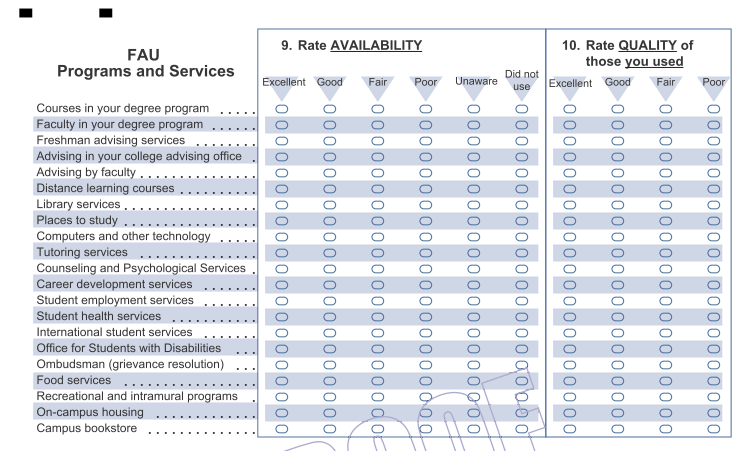 9. Rate AVAILABILITY
10. Rate QUALITY of
those you used
FAU
Programs and Services
Excellent Good Fair Poor Unaware Did not use
Excellent Good Fair Poor
Courses in your degree program . . . . .
Faculty in your degree program . . . . . .
Freshman advising services . . . . . . . .
Advising in your college advising office .
Advising by faculty . . . . . . . . . . . . . .
Distance learning courses . . . . . . . . .
Library services . . . . . . . . . . . . . . . .
Places to study . . . . . . . . . . . . . . . .
Computers and other technology . . . . .
Tutoring services . . . . . . . . . . . . . . .
Counseling and Psychological Services .
Career development services . . . . . . .
Student employment services . . . . . . .
Student health services . . . . . . . . . . .
International student services . . . . . . .
Office for Students with Disabilities . . .
Ombudsman (grievance resolution) . . .
Food services . . . . . . . . . . . . . . . . .
Recreational and intramural programs .
On-campus housing . . . . . . . . . . . . .
Campus bookstore . . . . . . . . . . . . . .